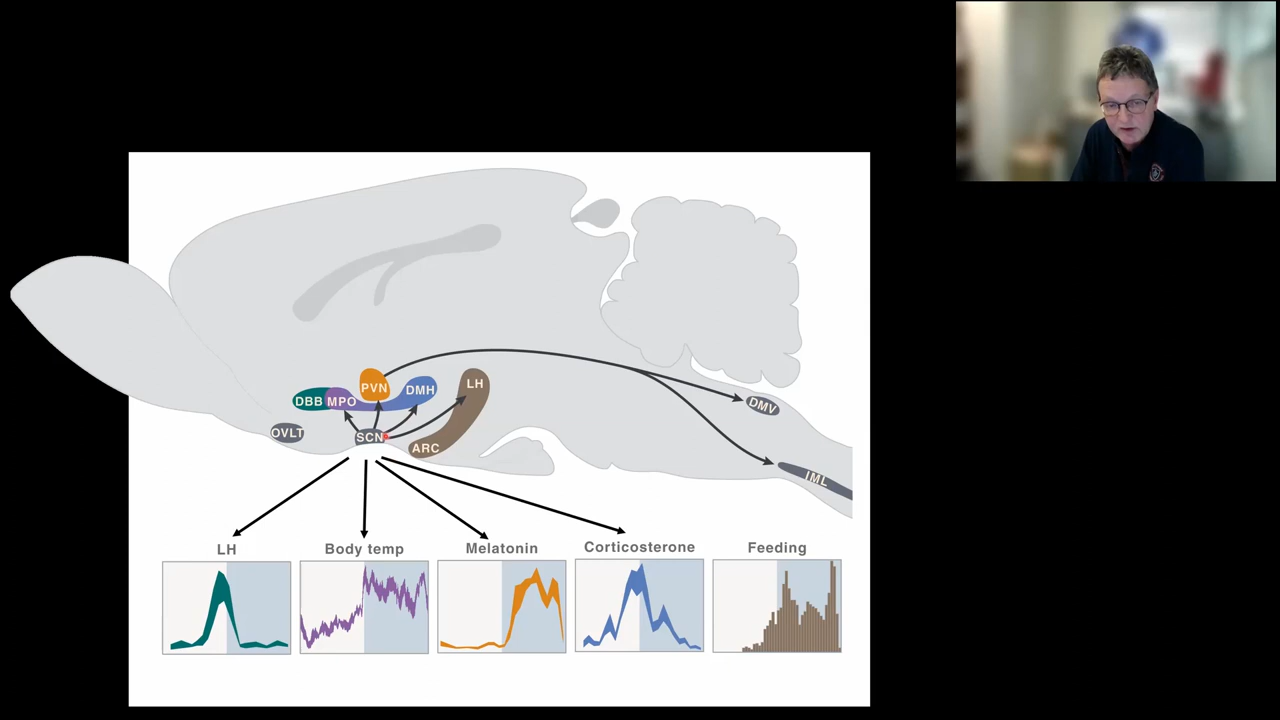 PVN
DMH
LH
DBB
MPO
OVLT
SCN
ARC
DMV
IML
LH
Body temp
Melatonin
Corticosterone
Feeding